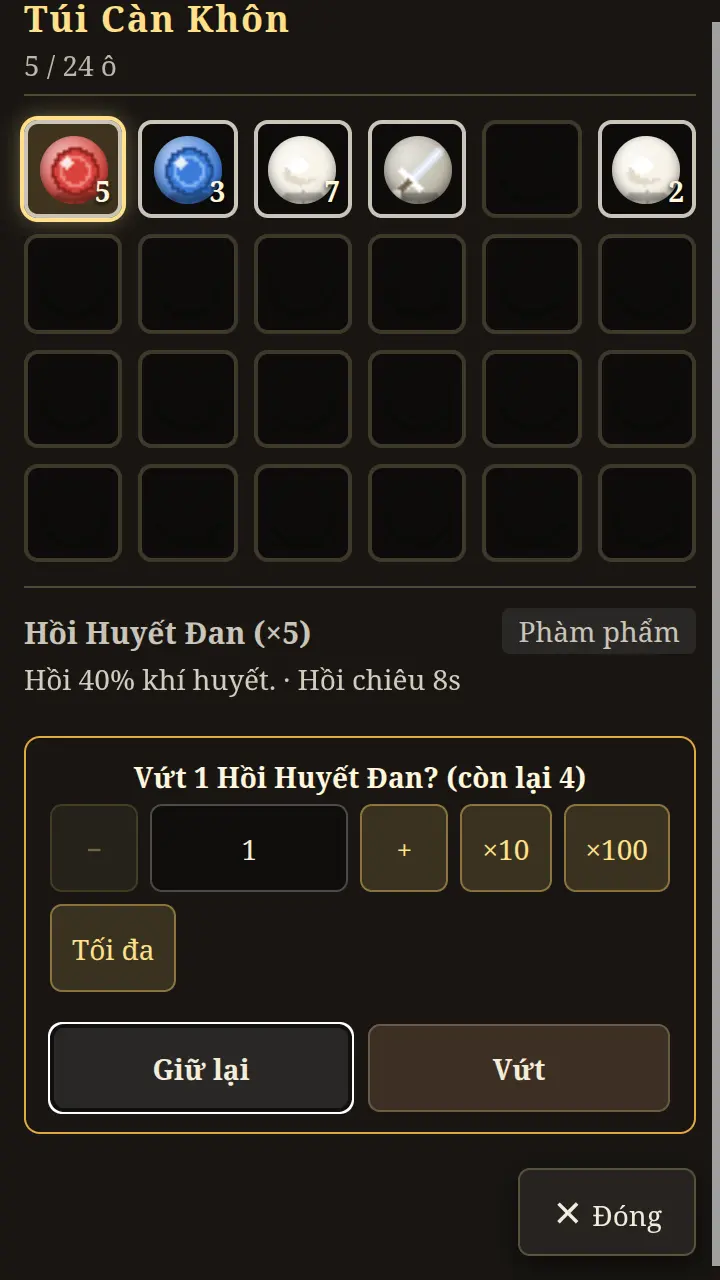 Túi Càn Khôn
5 / 24 ô
5 3 7 2
Hồi Huyết Đan (×5) Phàm phẩm
Hồi 40% khí huyết. · Hồi chiêu 8s
Vứt 1 Hồi Huyết Đan? (còn lại 4)
− 1 + ×10 ×100
Tối đa
Giữ lại Vứt
✕ Đóng